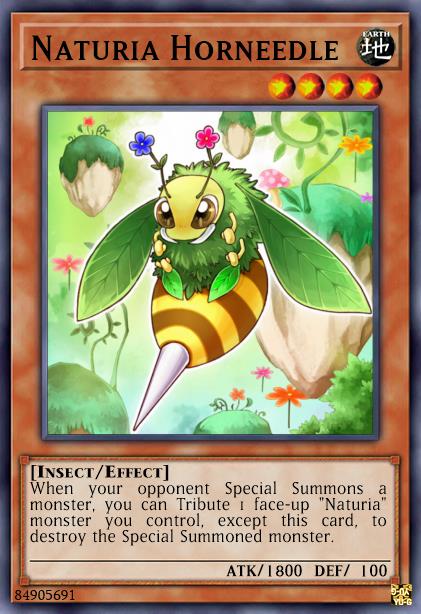 Naturia Horneedle
EARTH
地
[Insect/Effect]
When your opponent Special Summons a
monster, you can Tribute 1 face-up "Naturia"
monster you control, except this card, to
destroy the Special Summoned monster.
ATK/1800 DEF/ 100
84905691